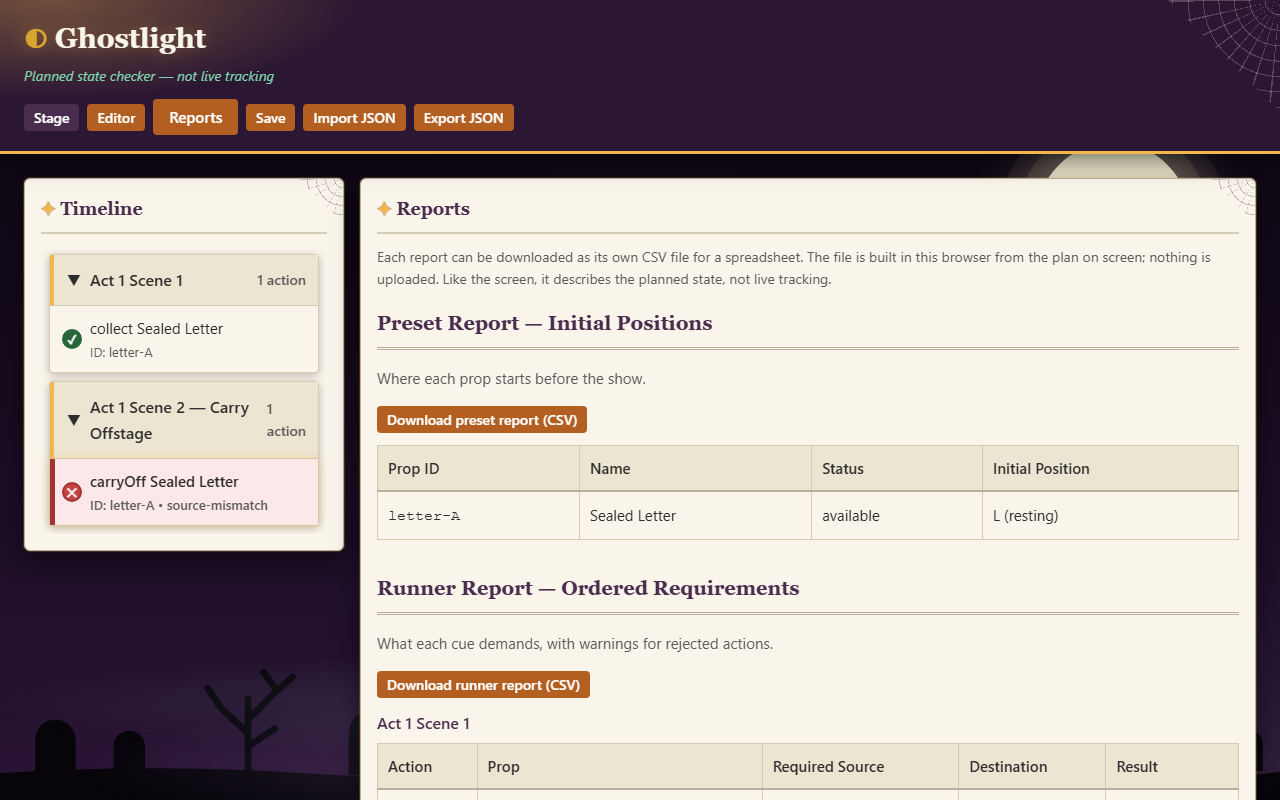 Ghostlight
Planned state checker — not live tracking
Stage Editor Reports Save Import JSON Export JSON
Timeline
Act 1 Scene 1 1 action
collect Sealed Letter
ID: letter-A
Act 1 Scene 2 — Carry Offstage 1 action
carryOff Sealed Letter
ID: letter-A • source-mismatch
Reports
Each report can be downloaded as its own CSV file for a spreadsheet. The file is built in this browser from the plan on screen; nothing is
uploaded. Like the screen, it describes the planned state, not live tracking.
Preset Report — Initial Positions
Where each prop starts before the show.
Download preset report (CSV)
Prop ID Name Status Initial Position
letter-A Sealed Letter available L (resting)
Runner Report — Ordered Requirements
What each cue demands, with warnings for rejected actions.
Download runner report (CSV)
Act 1 Scene 1
Action Prop Required Source Destination Result